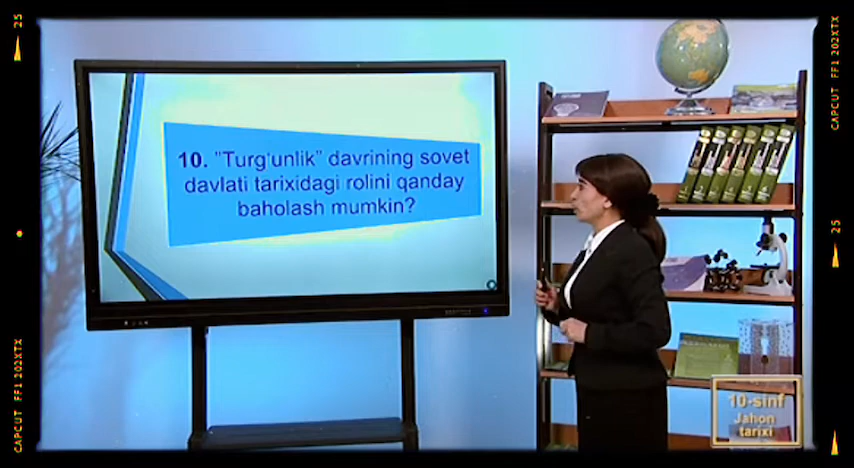 25
CAPCUT FF1 202XTX
10. "Turg'unlik" davrining sovet
davlati tarixidagi rolini qanday
baholash mumkin?
25
CAPCUT FF1 202XTX
10-sinf
Jahon
tarixi